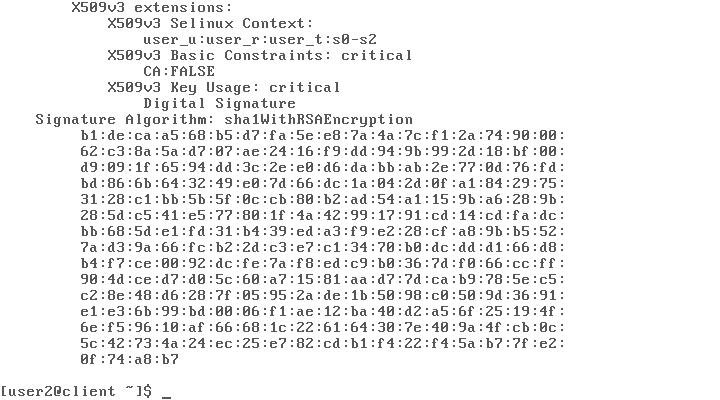 X509v3 extensions:
X509v3 Selinux Context:
user_u:user_r:user_t:s0-s2
X509v3 Basic Constraints: critical
CA:FALSE
X509v3 Key Usage: critical
Digital Signature
Signature Algorithm: sha1WithRSAEncryption
b1:de:ca:a5:68:b5:d7:fa:5e:e8:7a:4a:7c:f1:2a:74:90:00:
62:c3:8a:5a:d7:07:ae:24:16:f9:dd:94:9b:99:2d:18:bf:00:
d9:09:1f:65:94:dd:3c:2e:e0:d6:da:bb:ab:2e:77:0d:76:fd:
bd:86:6b:64:32:49:e0:7d:66:dc:1a:04:2d:0f:a1:84:29:75:
31:28:c1:bb:5b:5f:0c:cb:80:b2:ad:54:a1:15:9b:a6:28:9b:
28:5d:c5:41:e5:77:80:1f:4a:42:99:17:91:cd:14:cd:fa:dc:
bb:68:5d:e1:fd:31:b4:39:ed:a3:f9:e2:28:cf:a8:9b:b5:52:
7a:d3:9a:66:fc:b2:2d:c3:e7:c1:34:70:b0:dc:dd:d1:66:d8:
b4:f7:ce:00:92:dc:fe:7a:f8:ed:c9:b0:36:7d:f0:66:cc:ff:
90:4d:ce:d7:d0:5c:60:a7:15:81:aa:d7:7d:ca:b9:78:5e:c5:
c2:8e:48:d6:28:7f:05:95:2a:de:1b:50:98:c0:50:9d:36:91:
e1:e3:6b:99:bd:00:06:f1:ae:12:ba:40:d2:a5:6f:25:19:4f:
6e:f5:96:10:af:66:68:1c:22:61:64:30:7e:40:9a:4f:cb:0c:
5c:42:73:4a:24:ec:25:e7:82:cd:b1:f4:22:f4:5a:b7:7f:e2:
0f:74:a8:b7
[user2@client ~]$ _